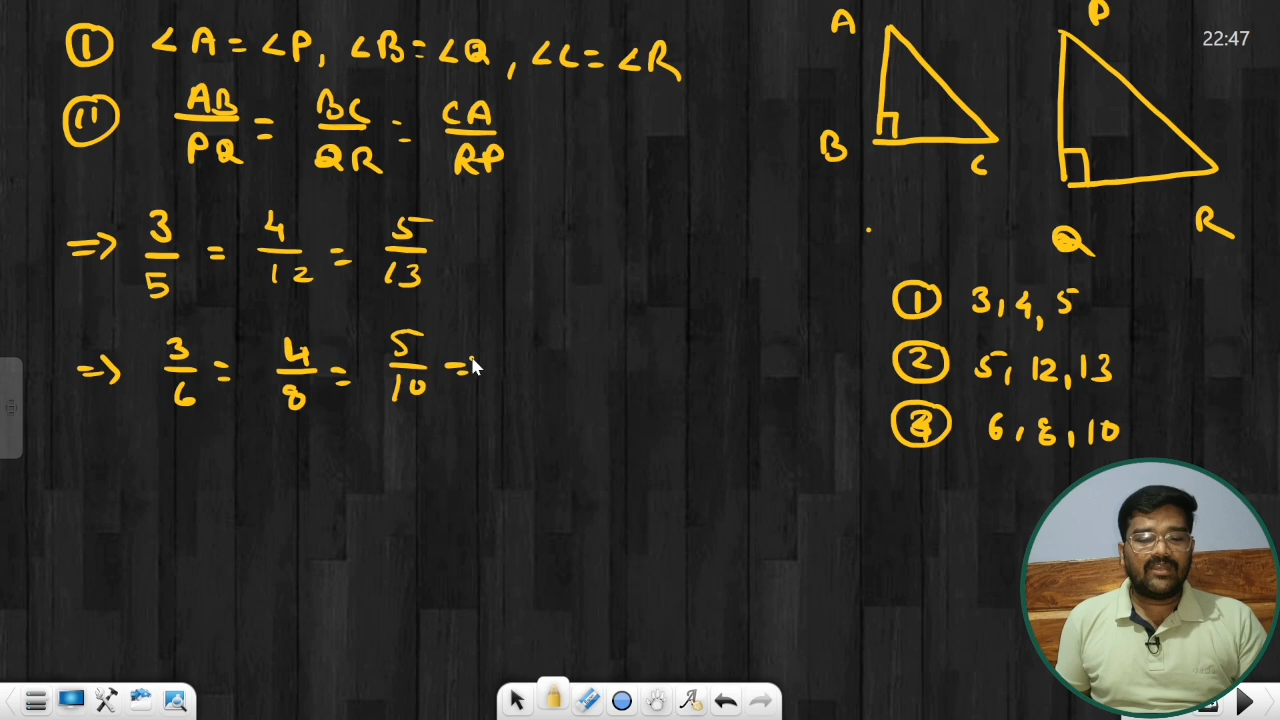 ① ∠A = ∠P, ∠B = ∠Q, ∠C = ∠R
⑪ AB/PQ = BC/QR = CA/RP
⇒ 3/5 = 4/12 = 5/13
⇒ 3/6 = 4/8 = 5/10 =
A
B
C
P
Q
R
22:47
① 3, 4, 5
② 5, 12, 13
③ 6, 8, 10